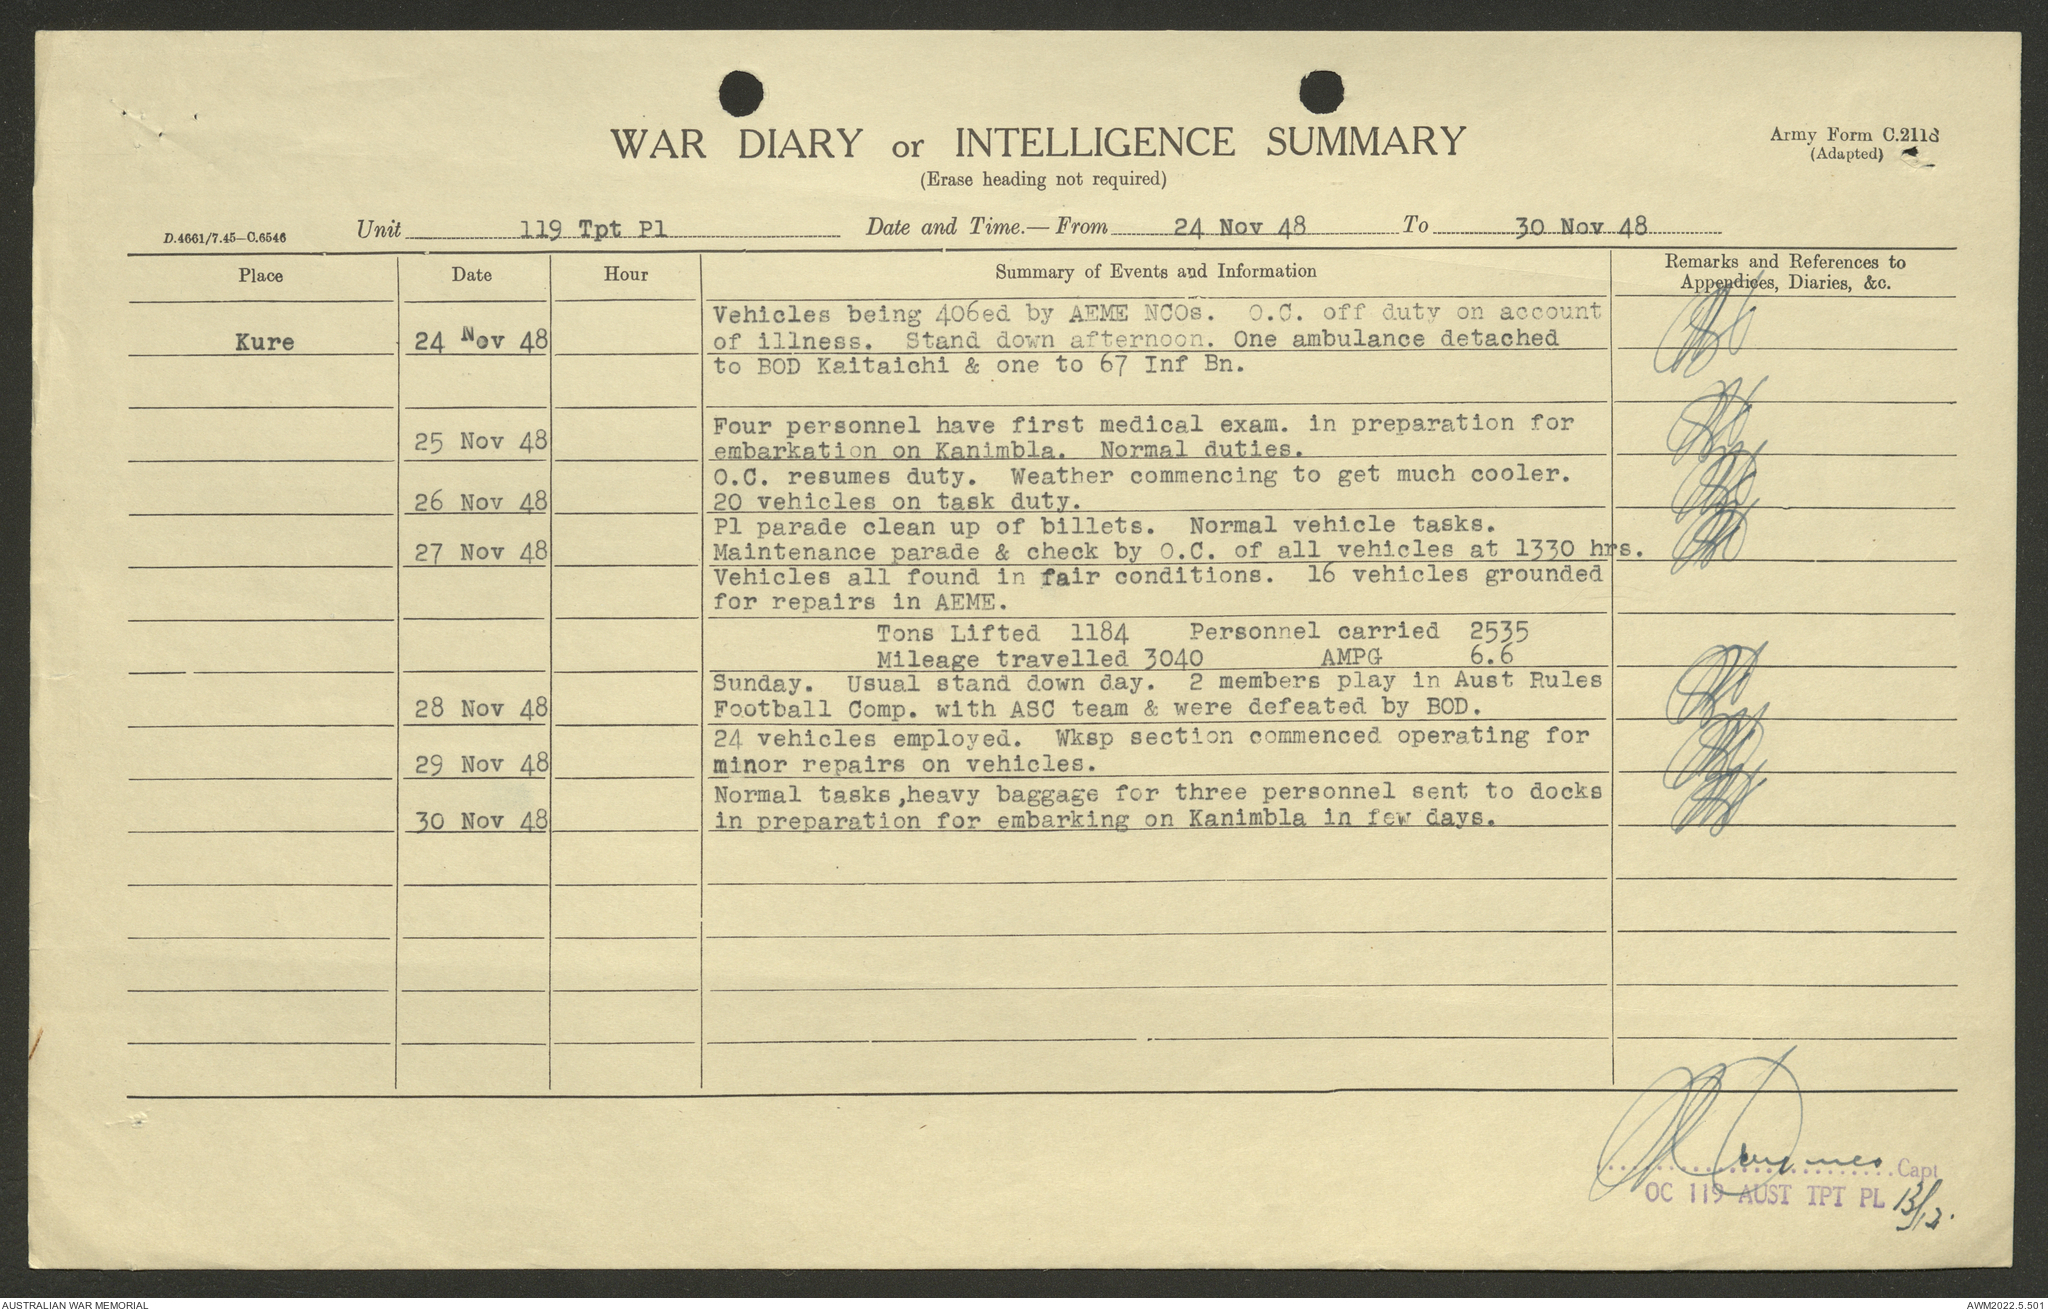 WAR DIARY or INTELLIGENCE SUMMARY
(Erase heading not required)
Army Form C.2118
(Adapted)
D.4661/7.45—C.6546
Unit 119 Tpt Pl Date and Time.—From 24 Nov 48 To 30 Nov 48
Place Date Hour Summary of Events and Information Remarks and References to
Appendices, Diaries, &c.
Vehicles being 406ed by AEME NCOs. O.C. off duty on account
Kure 24 Nov 48 of illness. Stand down afternoon. One ambulance detached
to BOD Kaitaichi & one to 67 Inf Bn.
Four personnel have first medical exam. in preparation for
25 Nov 48 embarkation on Kanimbla. Normal duties.
O.C. resumes duty. Weather commencing to get much cooler.
26 Nov 48 20 vehicles on task duty.
Pl parade clean up of billets. Normal vehicle tasks.
27 Nov 48 Maintenance parade & check by O.C. of all vehicles at 1330 hrs.
Vehicles all found in fair conditions. 16 vehicles grounded
for repairs in AEME.
Tons Lifted 1184 Personnel carried 2535
Mileage travelled 3040 AMPG 6.6
Sunday. Usual stand down day. 2 members play in Aust Rules
28 Nov 48 Football Comp. with ASC team & were defeated by BOD.
24 vehicles employed. Wksp section commenced operating for
29 Nov 48 minor repairs on vehicles.
Normal tasks,heavy baggage for three personnel sent to docks
30 Nov 48 in preparation for embarking on Kanimbla in few days.
Capt
OC 119 AUST TPT PL 13/12.
AUSTRALIAN WAR MEMORIAL
AWM2022.5.501